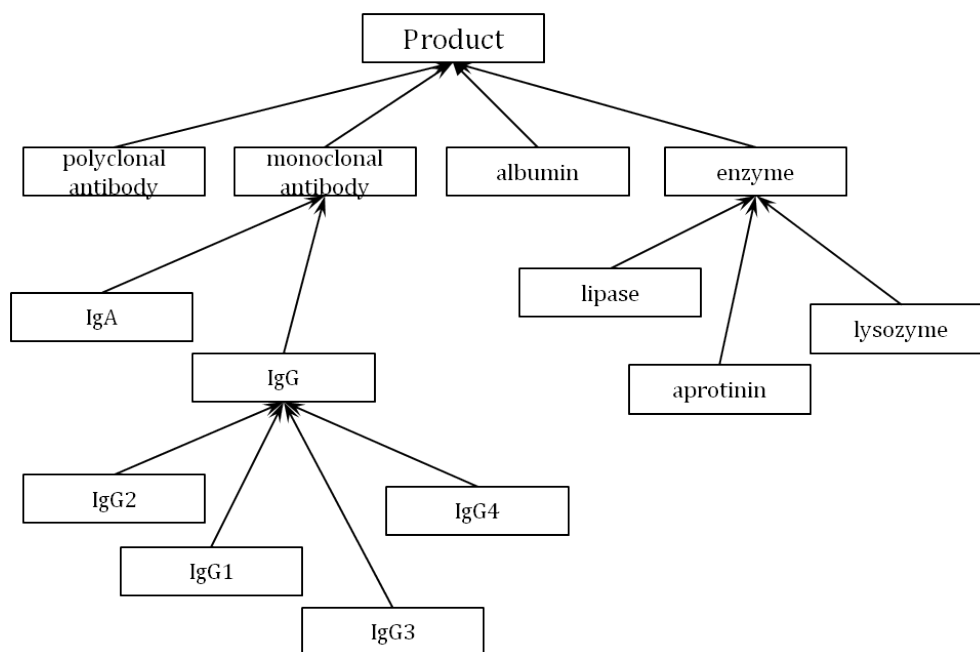 Product
polyclonal
antibody
monoclonal
antibody
albumin
enzyme
lipase
IgA
lysozyme
IgG
aprotinin
IgG2
IgG4
IgG1
IgG3